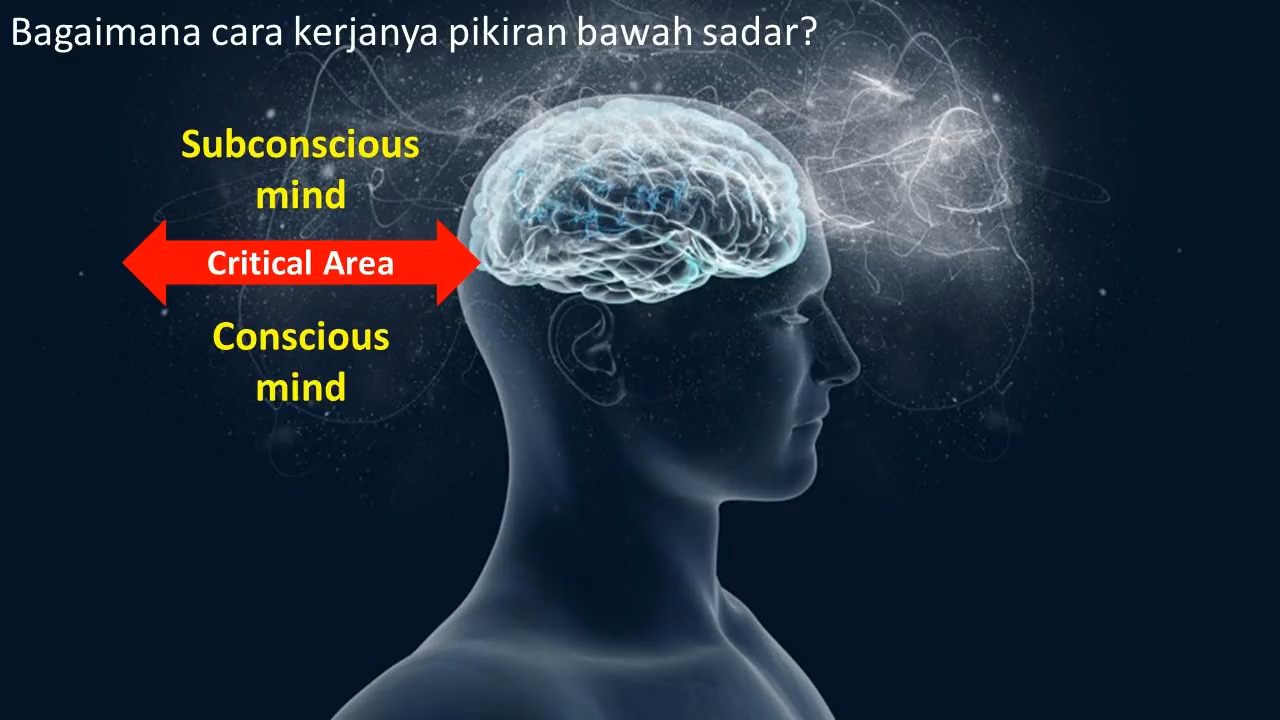 Bagaimana cara kerjanya pikiran bawah sadar?
Subconscious
mind
Critical Area
Conscious
mind